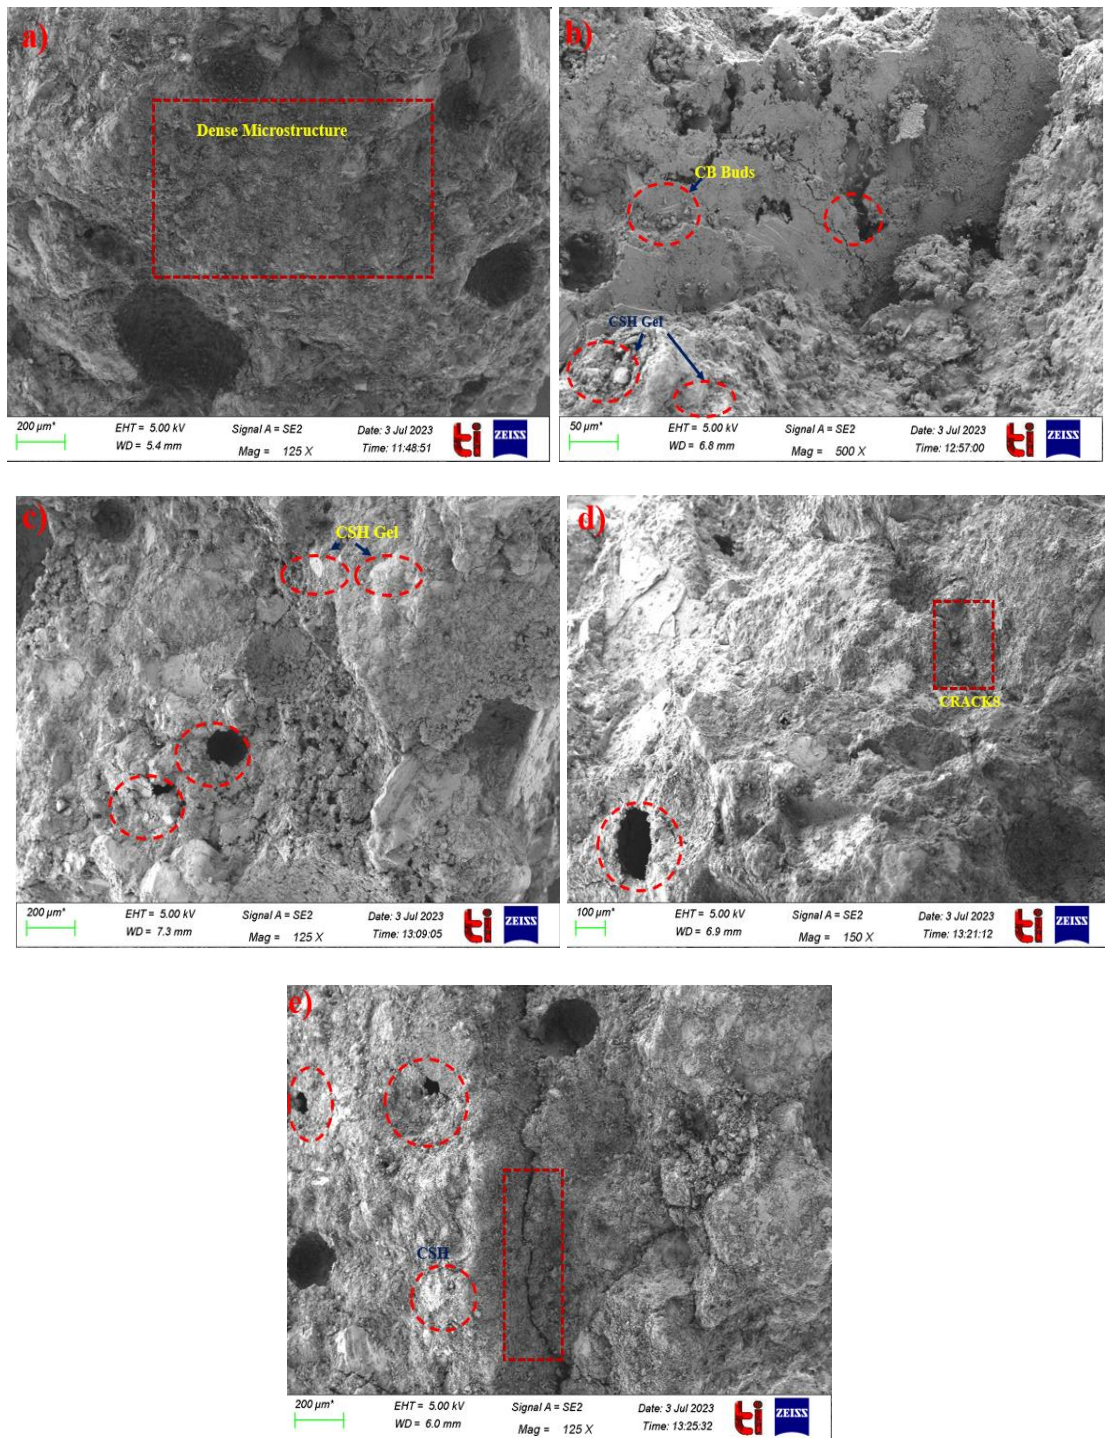 a)
Dense Microstructure
200 µm*
EHT = 5.00 kV
Signal A = SE2
Date: 3 Jul 2023
WD = 5.4 mm
Mag = 125 X
Time: 11:48:51
ti
ZEISS
b)
CB Buds
CSH Gel
50 µm*
EHT = 5.00 kV
Signal A = SE2
Date: 3 Jul 2023
WD = 6.8 mm
Mag = 500 X
Time: 12:57:00
ti
ZEISS
c)
CSH Gel
200 µm*
EHT = 5.00 kV
Signal A = SE2
Date: 3 Jul 2023
WD = 7.3 mm
Mag = 125 X
Time: 13:09:05
ti
ZEISS
d)
CRACKS
100 µm*
EHT = 5.00 kV
Signal A = SE2
Date: 3 Jul 2023
WD = 6.9 mm
Mag = 150 X
Time: 13:21:12
ti
ZEISS
e)
CSH
200 µm*
EHT = 5.00 kV
Signal A = SE2
Date: 3 Jul 2023
WD = 6.0 mm
Mag = 125 X
Time: 13:25:32
ti
ZEISS